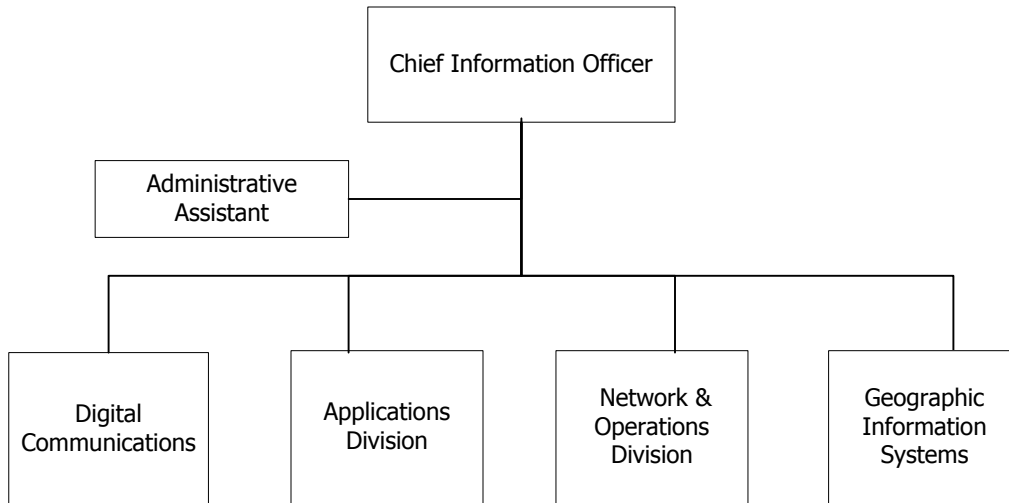 Chief Information Officer
Administrative
Assistant
Digital
Communications
Applications
Division
Network &
Operations
Division
Geographic
Information
Systems